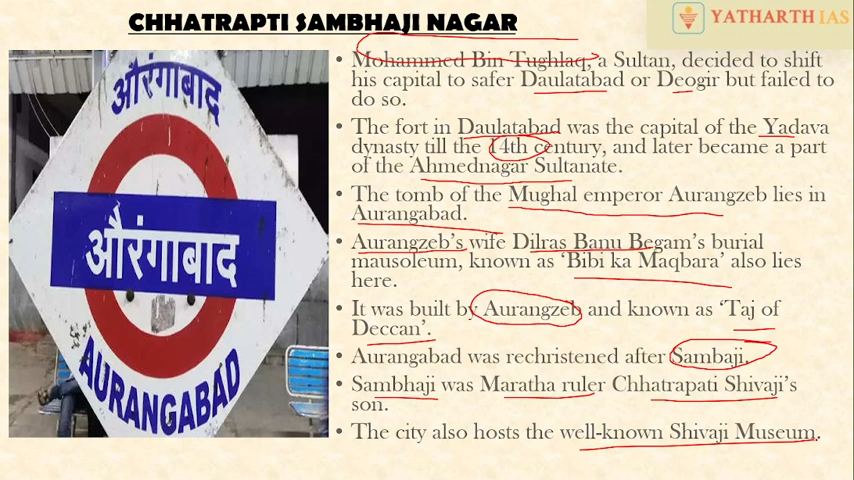 CHHATRAPTI SAMBHAJI NAGAR
YATHARTH IAS
औरंगाबाद
औरंगाबाद
AURANGABAD
• Mohammed Bin Tughlaq, a Sultan, decided to shift
his capital to safer Daulatabad or Deogir but failed to
do so.
• The fort in Daulatabad was the capital of the Yadava
dynasty till the 14th century, and later became a part
of the Ahmednagar Sultanate.
• The tomb of the Mughal emperor Aurangzeb lies in
Aurangabad.
• Aurangzeb's wife Dilras Banu Begam's burial
mausoleum, known as 'Bibi ka Maqbara' also lies
here.
• It was built by Aurangzeb and known as 'Taj of
Deccan'.
• Aurangabad was rechristened after Sambaji.
• Sambhaji was Maratha ruler Chhatrapati Shivaji's
son.
• The city also hosts the well-known Shivaji Museum.